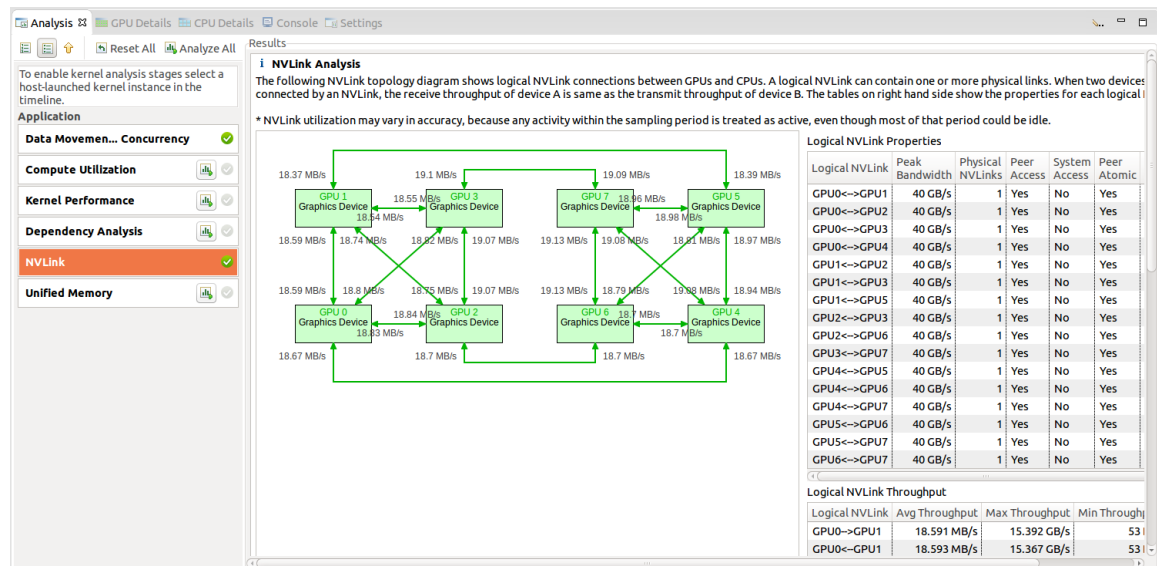 Analysis GPU Details CPU Details Console Settings
Reset All Analyze All
To enable kernel analysis stages select a
host-launched kernel instance in the
timeline.
Application
Data Movemen... Concurrency
Compute Utilization
Kernel Performance
Dependency Analysis
NVLink
Unified Memory
Results
i NVLink Analysis
The following NVLink topology diagram shows logical NVLink connections between GPUs and CPUs. A logical NVLink can contain one or more physical links. When two devices
connected by an NVLink, the receive throughput of device A is same as the transmit throughput of device B. The tables on right hand side show the properties for each logical
* NVLink utilization may vary in accuracy, because any activity within the sampling period is treated as active, even though most of that period could be idle.
18.37 MB/s 19.1 MB/s 19.09 MB/s 18.39 MB/s
GPU 1 18.55 MB/s GPU 3 GPU 7 18.96 MB/s GPU 5
Graphics Device Graphics Device Graphics Device Graphics Device
18.54 MB/s 18.98 MB/s
18.59 MB/s 18.74 MB/s 18.82 MB/s 19.07 MB/s 19.13 MB/s 19.08 MB/s 18.81 MB/s 18.97 MB/s
18.59 MB/s 18.8 MB/s 18.75 MB/s 19.07 MB/s 19.13 MB/s 18.79 MB/s 19.08 MB/s 18.94 MB/s
GPU 0 18.84 MB/s GPU 2 GPU 6 18.7 MB/s GPU 4
Graphics Device Graphics Device Graphics Device Graphics Device
18.83 MB/s 18.7 MB/s
18.67 MB/s 18.7 MB/s 18.7 MB/s 18.67 MB/s
Logical NVLink Properties
Logical NVLink Peak Bandwidth Physical NVLinks Peer Access System Access Peer Atomic
GPU0<-->GPU1 40 GB/s 1 Yes No Yes
GPU0<-->GPU2 40 GB/s 1 Yes No Yes
GPU0<-->GPU3 40 GB/s 1 Yes No Yes
GPU0<-->GPU4 40 GB/s 1 Yes No Yes
GPU1<-->GPU2 40 GB/s 1 Yes No Yes
GPU1<-->GPU3 40 GB/s 1 Yes No Yes
GPU1<-->GPU5 40 GB/s 1 Yes No Yes
GPU2<-->GPU3 40 GB/s 1 Yes No Yes
GPU2<-->GPU6 40 GB/s 1 Yes No Yes
GPU3<-->GPU7 40 GB/s 1 Yes No Yes
GPU4<-->GPU5 40 GB/s 1 Yes No Yes
GPU4<-->GPU6 40 GB/s 1 Yes No Yes
GPU4<-->GPU7 40 GB/s 1 Yes No Yes
GPU5<-->GPU6 40 GB/s 1 Yes No Yes
GPU5<-->GPU7 40 GB/s 1 Yes No Yes
GPU6<-->GPU7 40 GB/s 1 Yes No Yes
Logical NVLink Throughput
Logical NVLink Avg Throughput Max Throughput Min
GPU0-->GPU1 18.591 MB/s 15.392 GB/s 53
GPU0<--GPU1 18.593 MB/s 15.367 GB/s 53